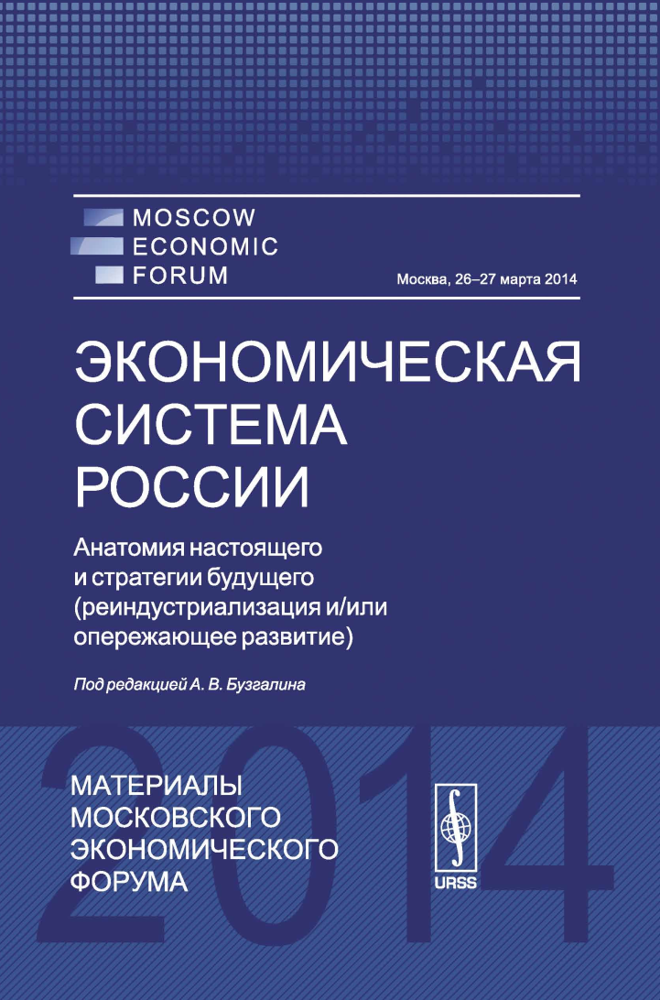 MOSCOW
ECONOMIC
FORUM
Москва, 26–27 марта 2014
ЭКОНОМИЧЕСКАЯ
СИСТЕМА
РОССИИ
Анатомия настоящего
и стратегии будущего
(реиндустриализация и/или
опережающее развитие)
Под редакцией А. В. Бузгалина
2014
МАТЕРИАЛЫ
МОСКОВСКОГО
ЭКОНОМИЧЕСКОГО
ФОРУМА
URSS